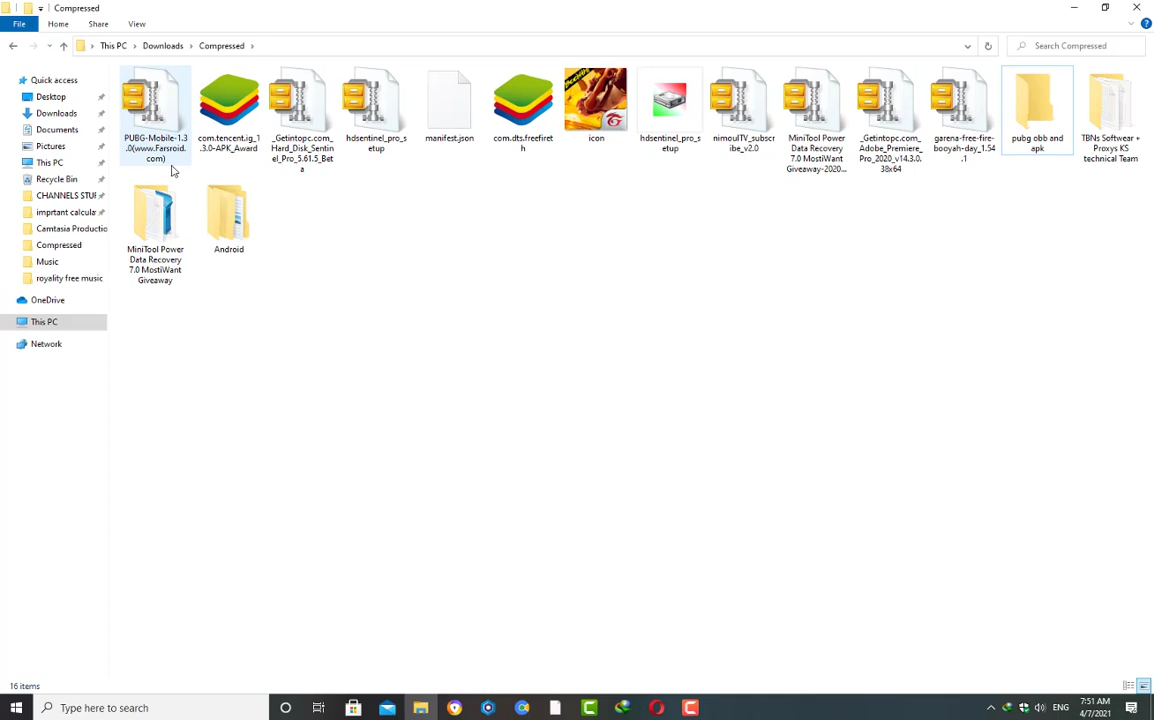 Compressed
File
Home
Share
View
This PC
Downloads
Compressed
Search Compressed
Quick access
Desktop
Downloads
Documents
Pictures
This PC
Recycle Bin
CHANNELS STUF
imprtant calcula
Camtasia Productio
Compressed
Music
royality free music
OneDrive
This PC
Network
PUBG-Mobile-1.3
.0(www.Farsroid.
com)
com.tencent.ig_1
.3.0-APK_Award
_Getintopc.com_
Hard_Disk_Sentin
el_Pro_5.61.5_Bet
a
hdsentinel_pro_s
etup
manifest.json
com.dts.freefiret
h
icon
hdsentinel_pro_s
etup
nimoulTV_subscr
ibe_v2.0
MiniTool Power
Data Recovery
7.0 MostiWant
Giveaway-2020...
_Getintopc.com_
Adobe_Premiere_
Pro_2020_v14.3.0.
38x64
garena-free-fire-
booyah-day_1.54
.1
pubg obb and
apk
TBNs Softwear +
Proxys KS
technical Team
MiniTool Power
Data Recovery
7.0 MostiWant
Giveaway
Android
16 items
Type here to search
ENG
7:51 AM
4/7/2021